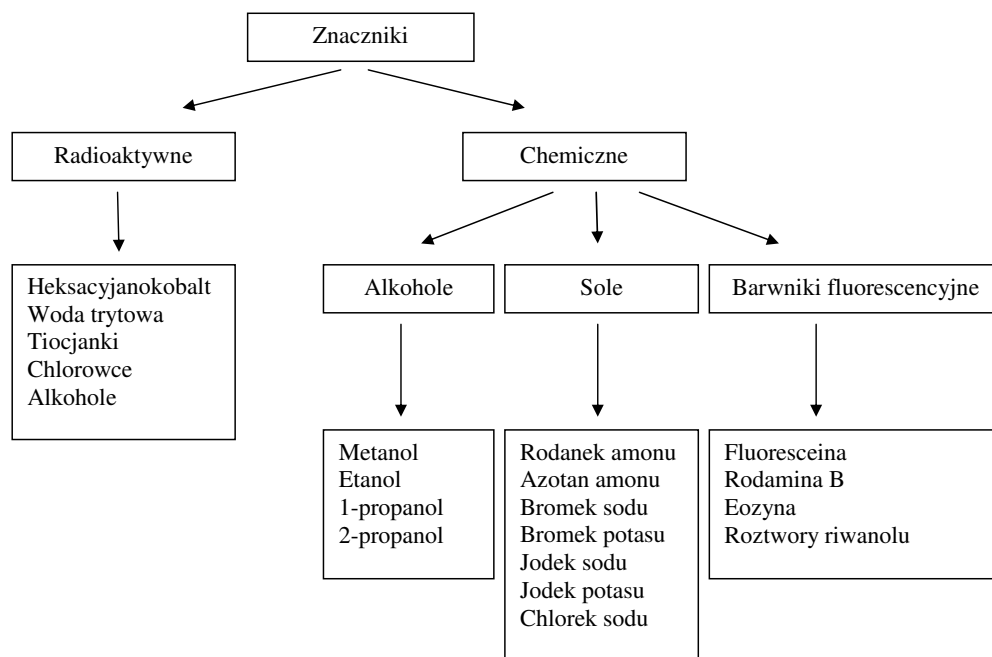 Znaczniki
Radioaktywne
Chemiczne
Heksacyjanokobalt
Woda trytowa
Tiocjanki
Chlorowce
Alkohole
Alkohole
Sole
Barwniki fluorescencyjne
Metanol
Etanol
1-propanol
2-propanol
Rodanek amonu
Azotan amonu
Bromek sodu
Bromek potasu
Jodek sodu
Jodek potasu
Chlorek sodu
Fluoresceina
Rodamina B
Eozyna
Roztwory riwanolu